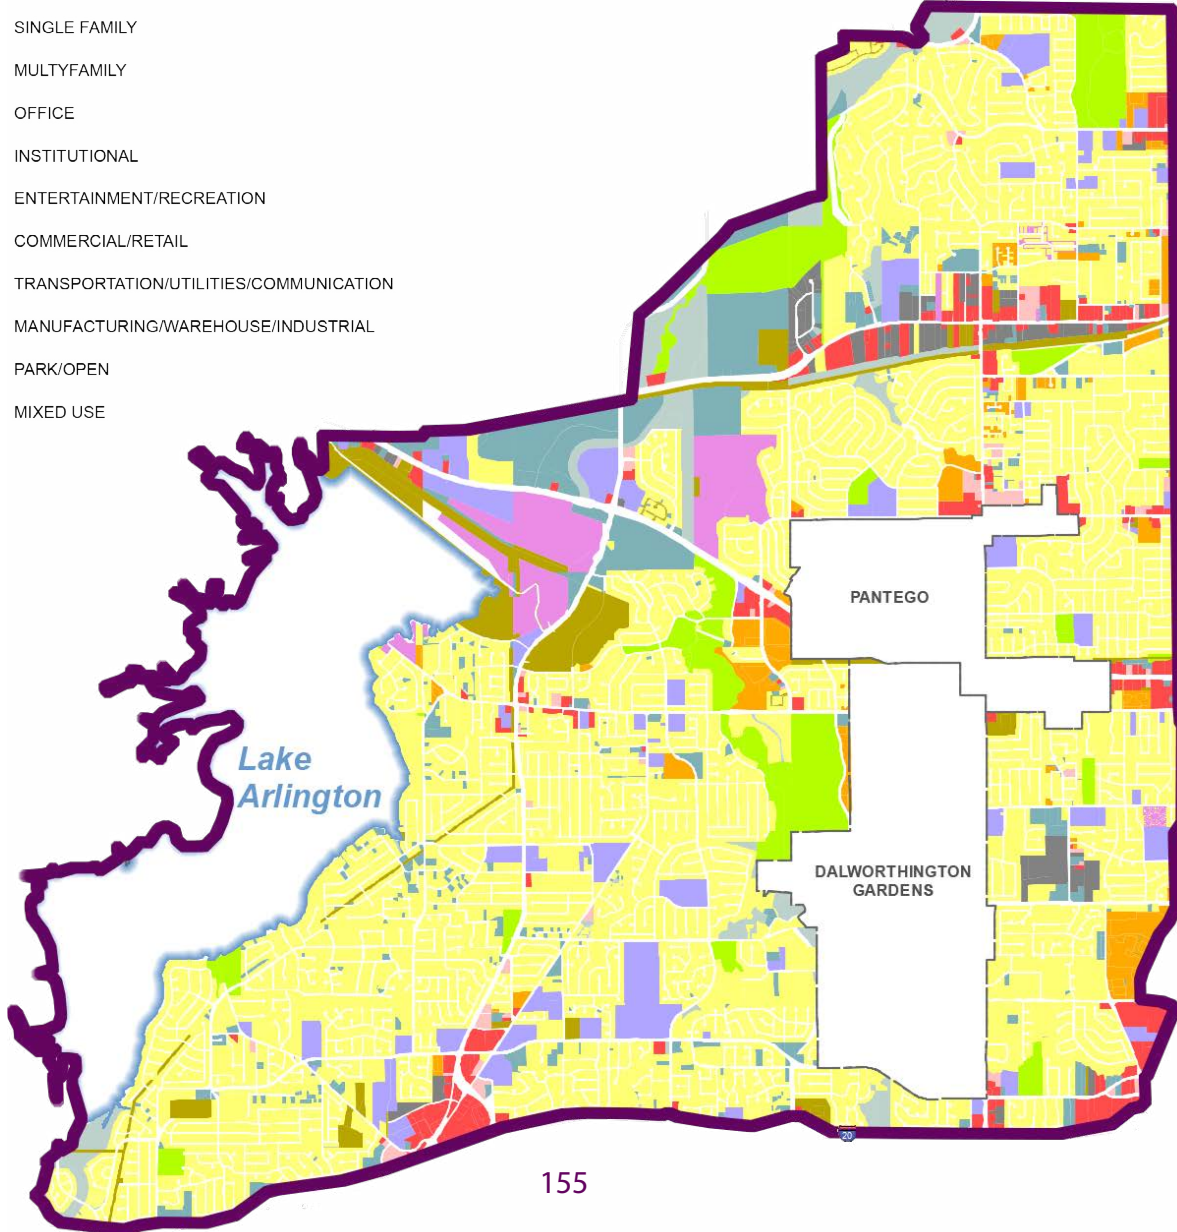 SINGLE FAMILY
MULTYFAMILY
OFFICE
INSTITUTIONAL
ENTERTAINMENT/RECREATION
COMMERCIAL/RETAIL
TRANSPORTATION/UTILITIES/COMMUNICATION
MANUFACTURING/WAREHOUSE/INDUSTRIAL
PARK/OPEN
MIXED USE
PANTEGO
Lake
Arlington
DALWORTHINGTON
GARDENS
20
155